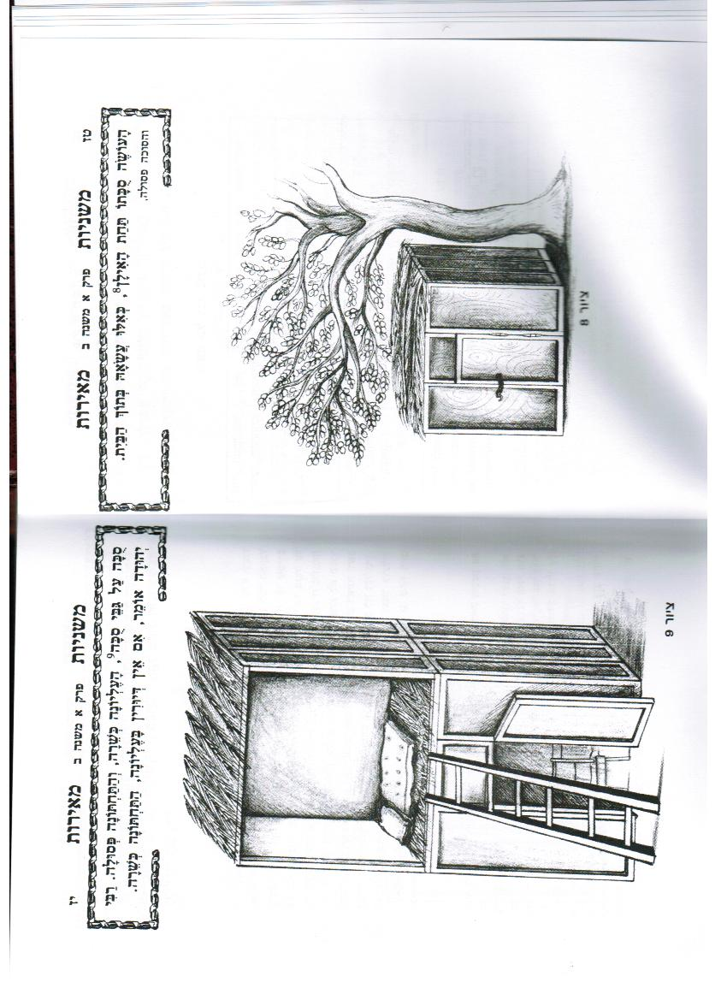 טז משניות פרק א משנה ב מאירות
הָעוֹשֶׂה סֻכָּתוֹ תַּחַת הָאִילָן8, כְּאִלּוּ עֲשָׂאָהּ בְּתוֹךְ הַבַּיִת.
והסוכה פסולה.
ציור 8
משניות פרק א משנה ב מאירות יז
סֻכָּה עַל גַּבֵּי סֻכָּה9, הָעֶלְיוֹנָה כְּשֵׁרָה, וְהַתַּחְתּוֹנָה פְּסוּלָה. רַבִּי
יְהוּדָה אוֹמֵר, אִם אֵין דִּיּוּרִין בָּעֶלְיוֹנָה, הַתַּחְתּוֹנָה כְּשֵׁרָה.
ציור 9